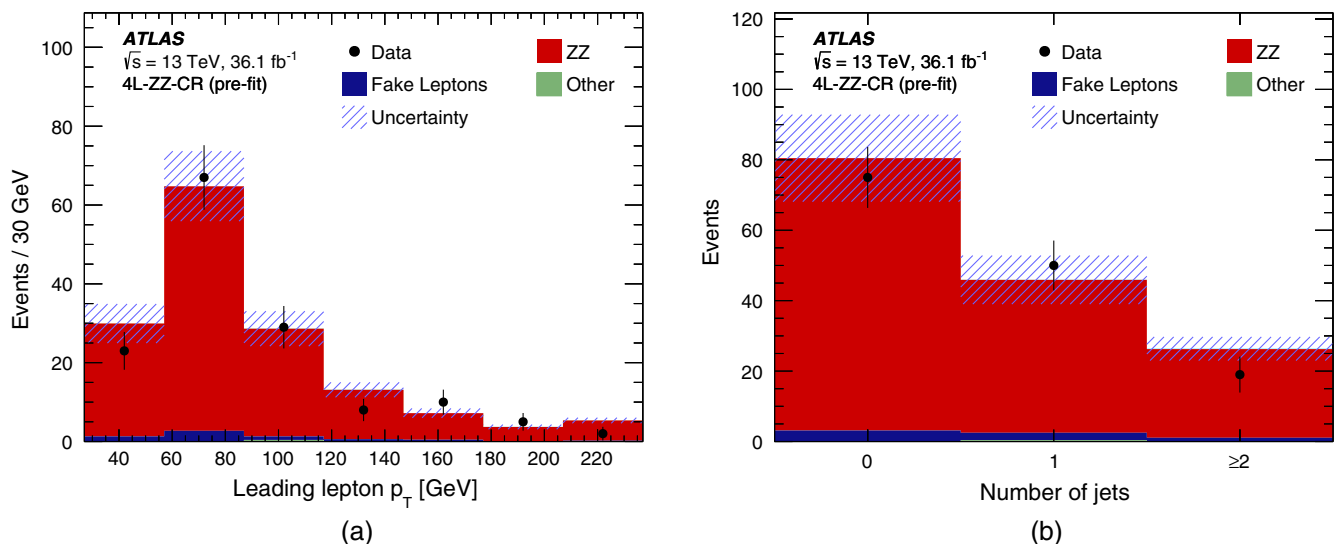 ATLAS
√s = 13 TeV, 36.1 fb⁻¹
4L-ZZ-CR (pre-fit)
Data
ZZ
Fake Leptons
Other
Uncertainty
Events / 30 GeV
100
80
60
40
20
0
40 60 80 100 120 140 160 180 200 220
Leading lepton p_T [GeV]
(a)
ATLAS
√s = 13 TeV, 36.1 fb⁻¹
4L-ZZ-CR (pre-fit)
Data
ZZ
Fake Leptons
Other
Uncertainty
Events
120
100
80
60
40
20
0
0 1 ≥2
Number of jets
(b)